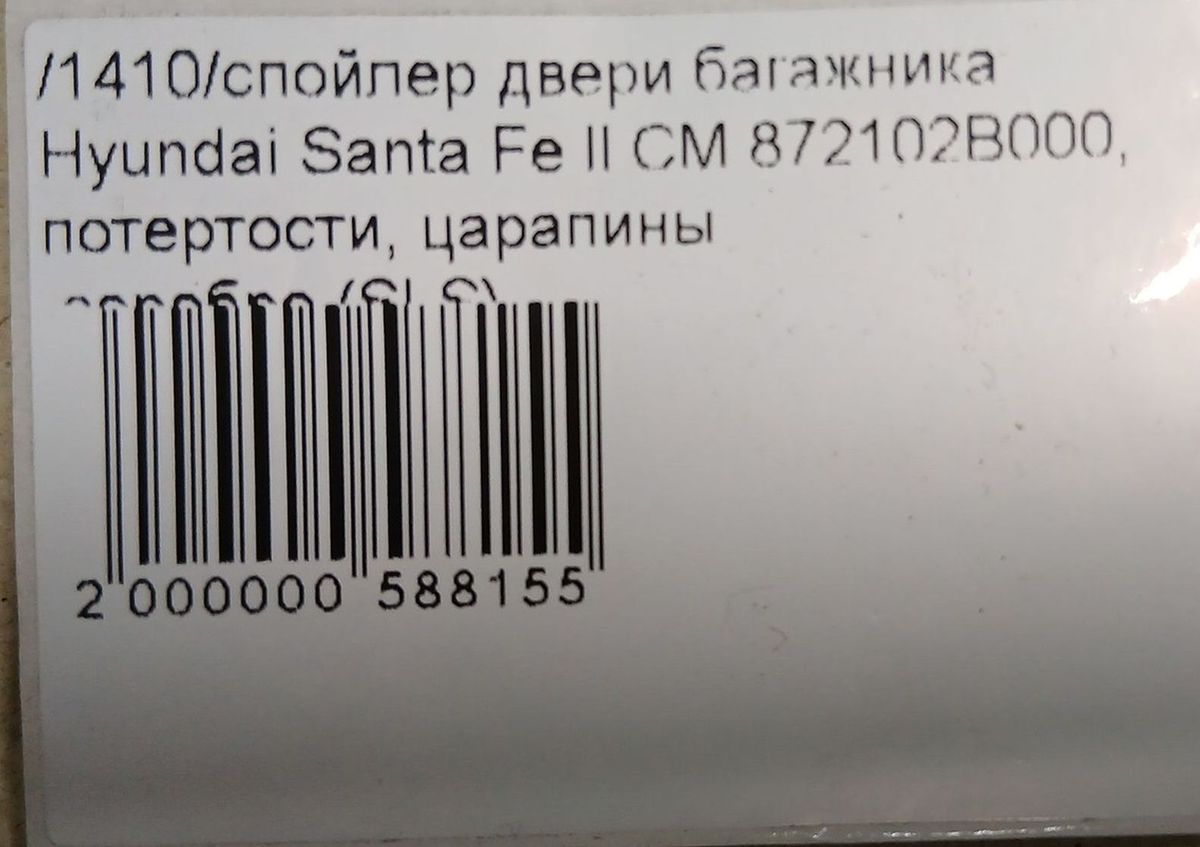 /1410/спойлер двери багажника
Hyundai Santa Fe II CM 872102B000,
потертости, царапины
2 000000 588155